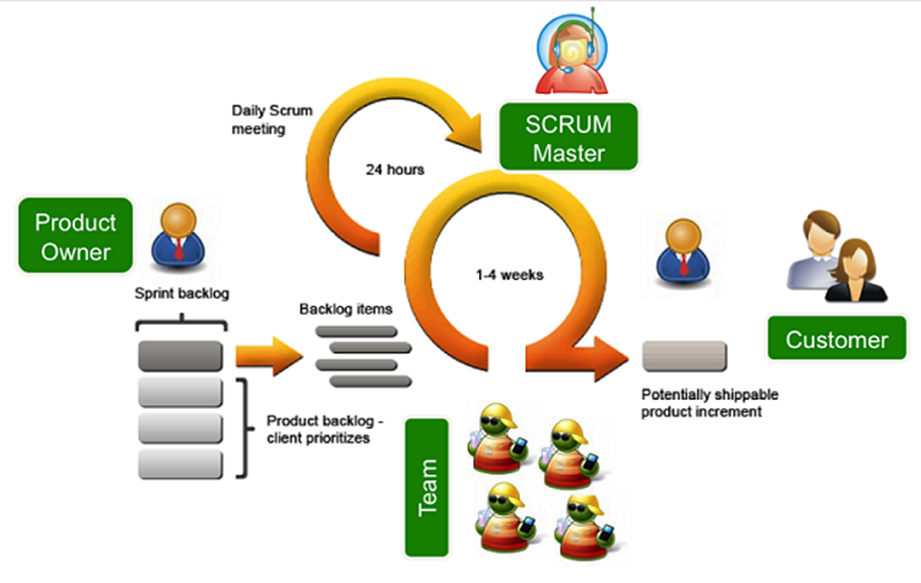 SCRUM
Master
Daily Scrum
meeting
24 hours
Product
Owner
1-4 weeks
Sprint backlog
Backlog items
Customer
Potentially shippable
product increment
Product backlog -
client prioritizes
Team